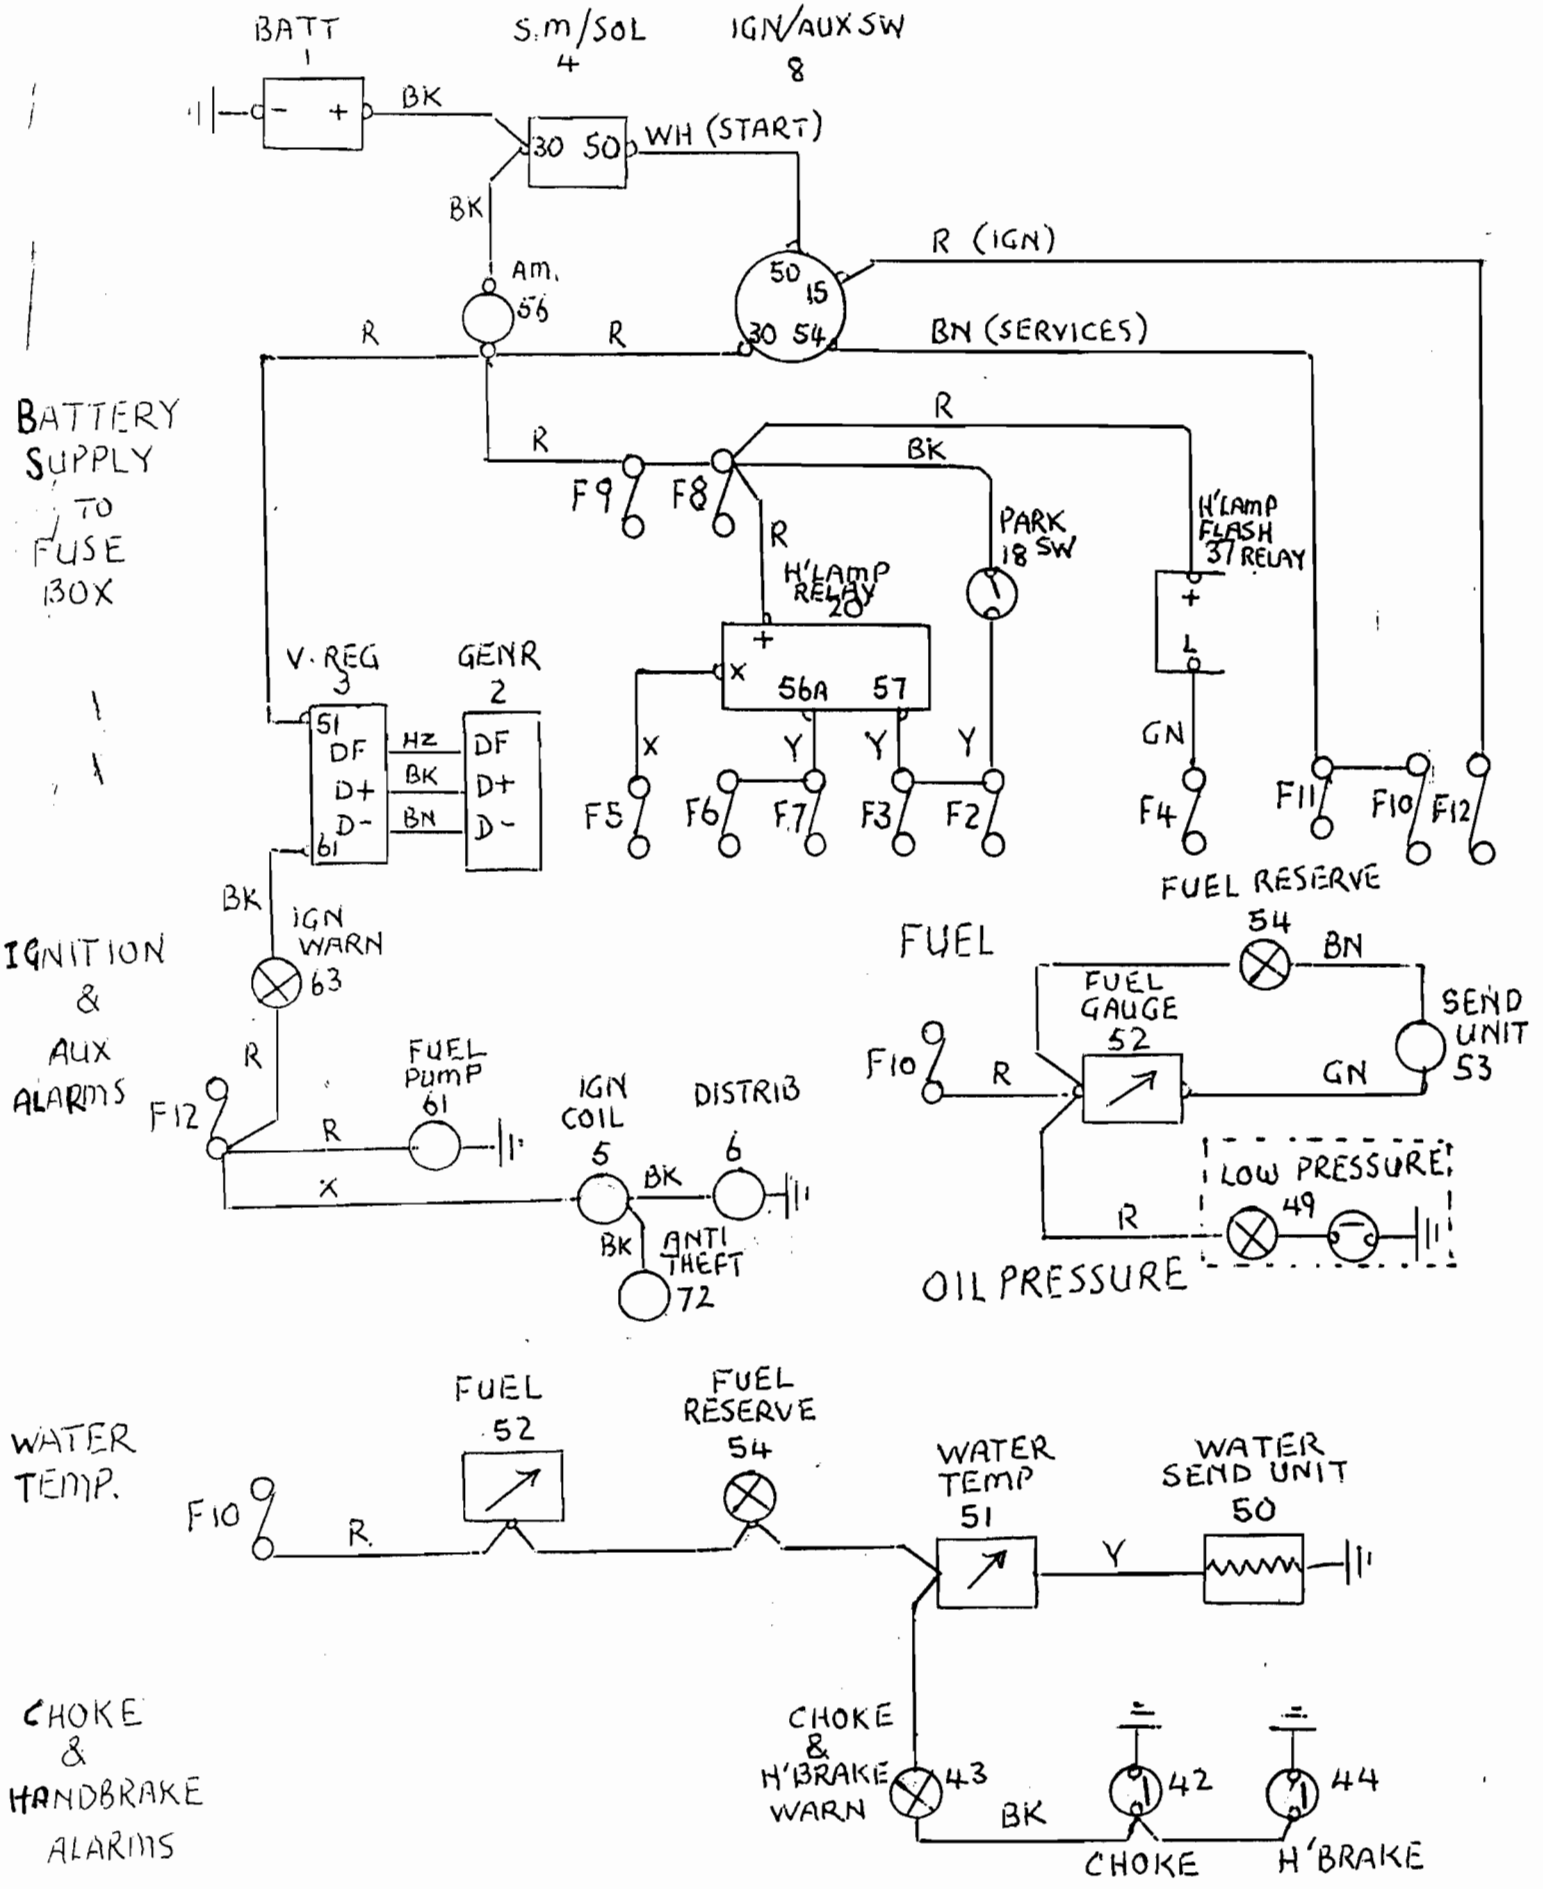 BATT
1
S.M/SOL
4
IGN/AUX SW
8
- +
BK
30 50
WH (START)
BK
Am.
56
50
15
30 54
R (IGN)
R
R
BN (SERVICES)
BATTERY
SUPPLY
TO
FUSE
BOX
R
F9
F8
R
BK
R
PARK
18 SW
H'LAMP
FLASH
37 RELAY
H'LAMP
RELAY
20
+
X
56A 57
+
L
V. REG
3
GENR
2
51
DF
D+
D-
61
HZ
BK
BN
DF
D+
D-
X
Y
Y
Y
GN
F5
F6
F7
F3
F2
F4
F11
F10
F12
BK
IGN
WARN
63
IGNITION
&
AUX
ALARMS
R
F12
R
FUEL
PUMP
61
X
IGN
COIL
5
BK
DISTRIB
6
BK
ANTI
THEFT
72
FUEL
FUEL RESERVE
54
BN
FUEL
GAUGE
52
SEND
UNIT
53
F10
R
GN
LOW PRESSURE
49
R
OIL PRESSURE
WATER
TEMP.
F10
R.
FUEL
52
FUEL
RESERVE
54
WATER
TEMP
51
Y
WATER
SEND UNIT
50
CHOKE
&
HANDBRAKE
ALARMS
CHOKE
&
H'BRAKE
WARN
43
BK
42
CHOKE
44
H'BRAKE